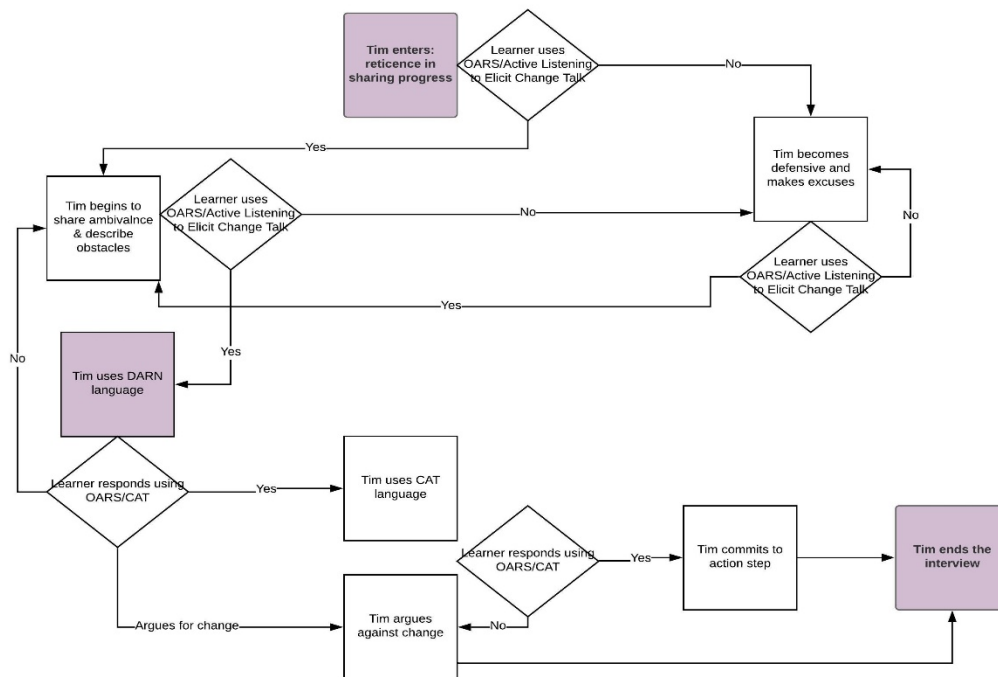 Tim enters:
reticence in
sharing progress
Learner uses
OARS/Active Listening
to Elicit Change Talk
No
Yes
Tim becomes
defensive and
makes excuses
Tim begins to
share ambivalnce
& describe
obstacles
Learner uses
OARS/Active Listening
to Elicit Change Talk
No
No
Learner uses
OARS/Active Listening
to Elicit Change Talk
Yes
No
Yes
Tim uses DARN
language
Learner responds using
OARS/CAT
Yes
Tim uses CAT
language
Learner responds using
OARS/CAT
Yes
Tim commits to
action step
Tim ends the
interview
Argues for change
Tim argues
against change
No